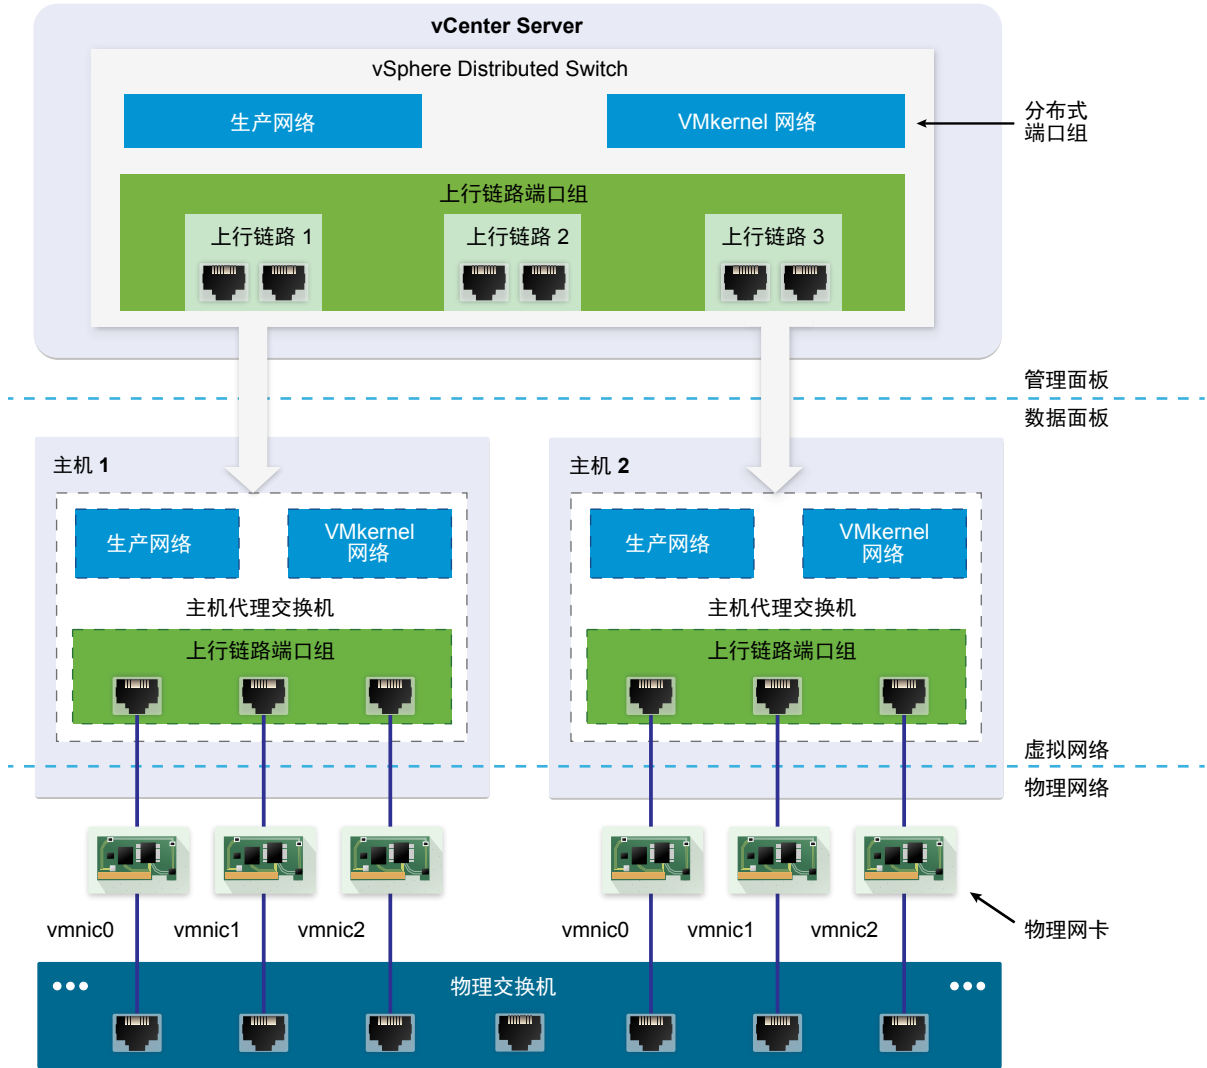 vCenter Server
vSphere Distributed Switch
生产网络
VMkernel 网络
分布式
端口组
上行链路端口组
上行链路 1
上行链路 2
上行链路 3
管理面板
数据面板
主机 1
生产网络
VMkernel
网络
主机代理交换机
上行链路端口组
主机 2
生产网络
VMkernel
网络
主机代理交换机
上行链路端口组
虚拟网络
物理网络
vmnic0
vmnic1
vmnic2
vmnic0
vmnic1
vmnic2
物理网卡
物理交换机